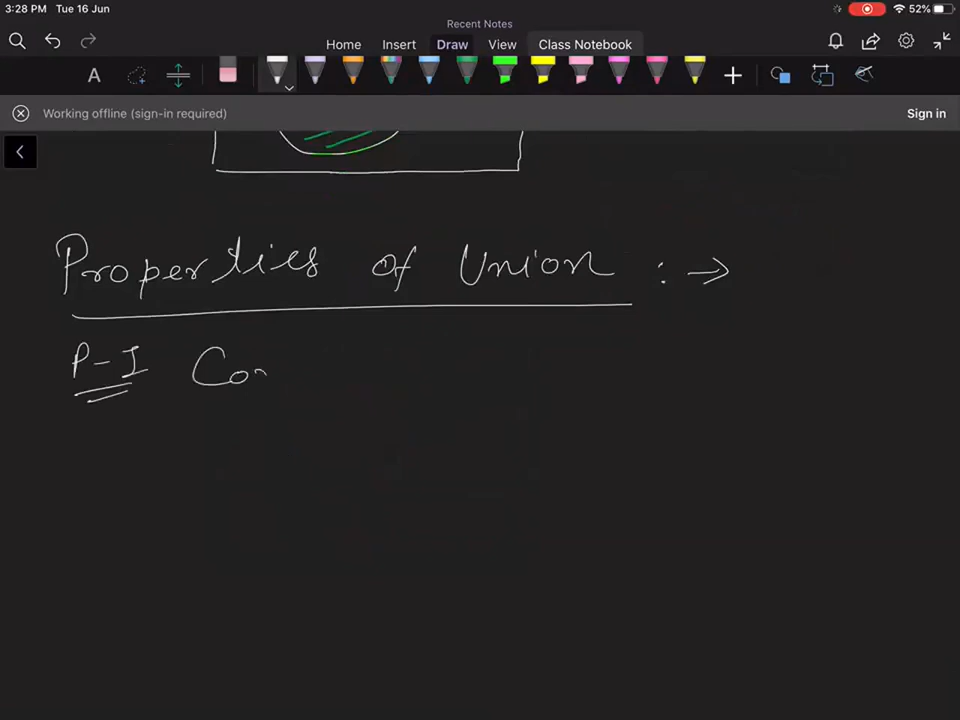 3:28 PM Tue 16 Jun 52%
Recent Notes
Home Insert Draw View Class Notebook
A
Working offline (sign-in required) Sign in
Properties of Union : →
P-I Co